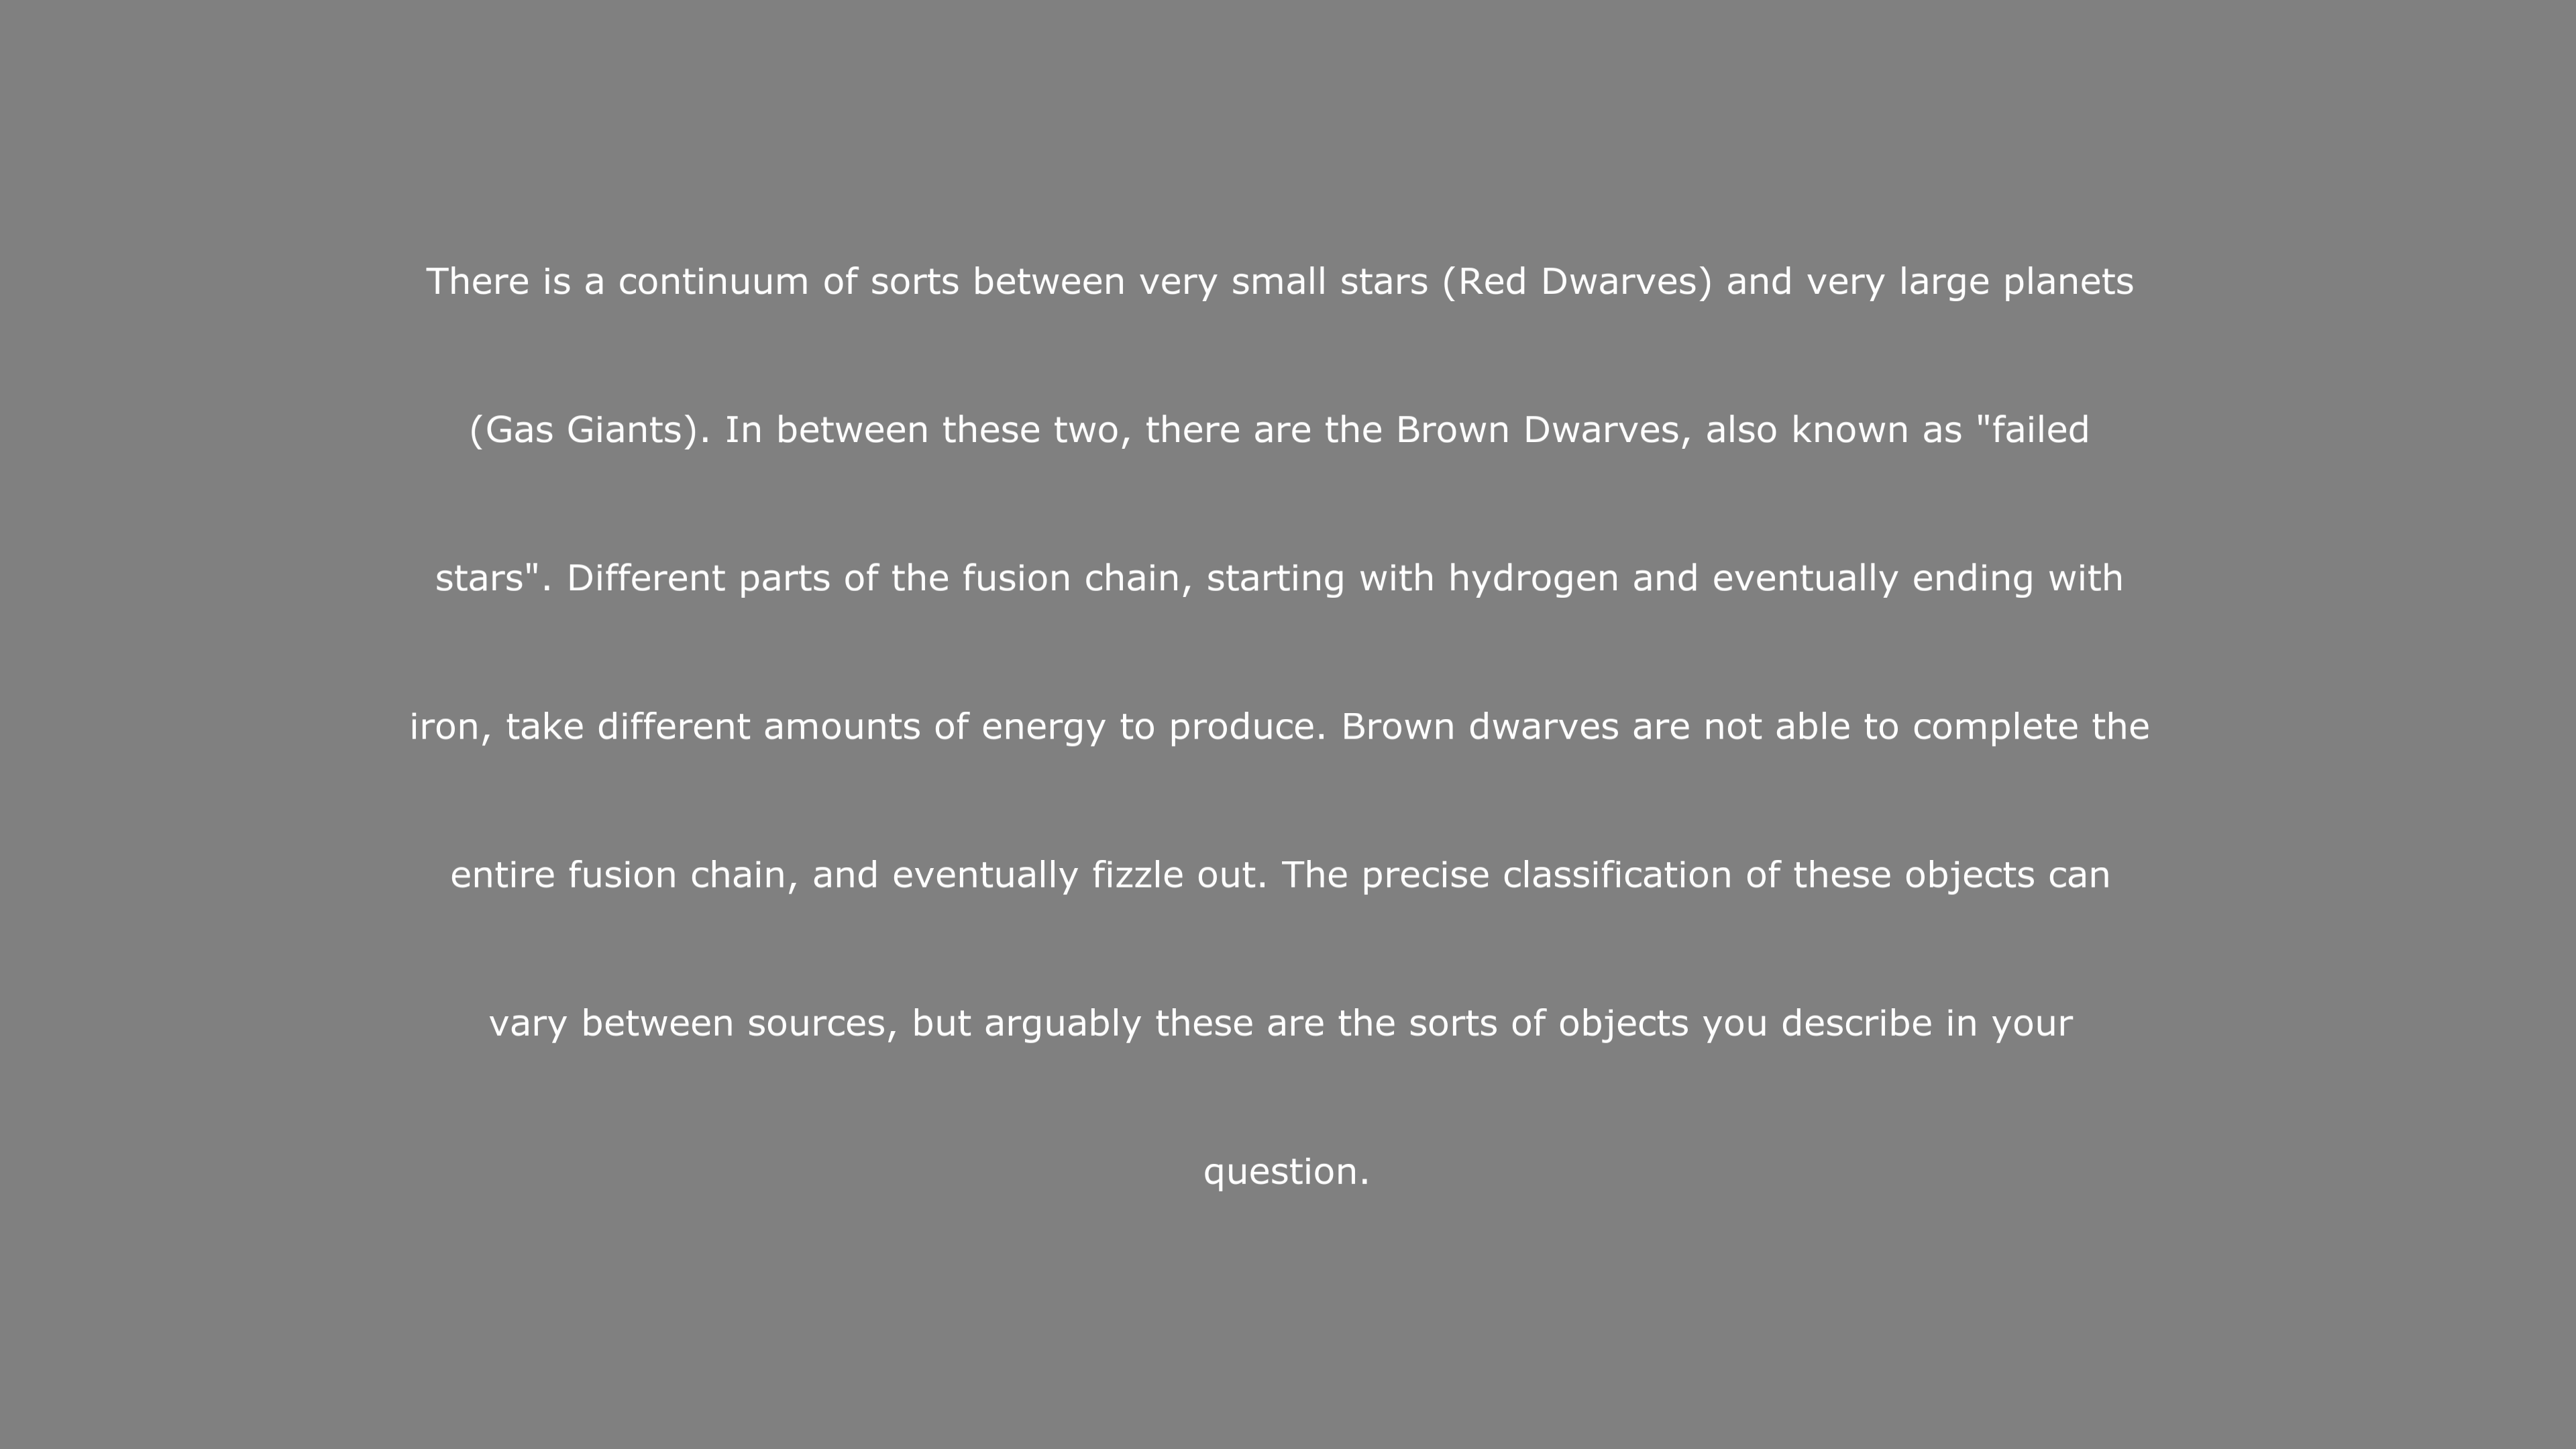 There is a continuum of sorts between very small stars (Red Dwarves) and very large planets
(Gas Giants). In between these two, there are the Brown Dwarves, also known as "failed
stars". Different parts of the fusion chain, starting with hydrogen and eventually ending with
iron, take different amounts of energy to produce. Brown dwarves are not able to complete the
entire fusion chain, and eventually fizzle out. The precise classification of these objects can
vary between sources, but arguably these are the sorts of objects you describe in your
question.